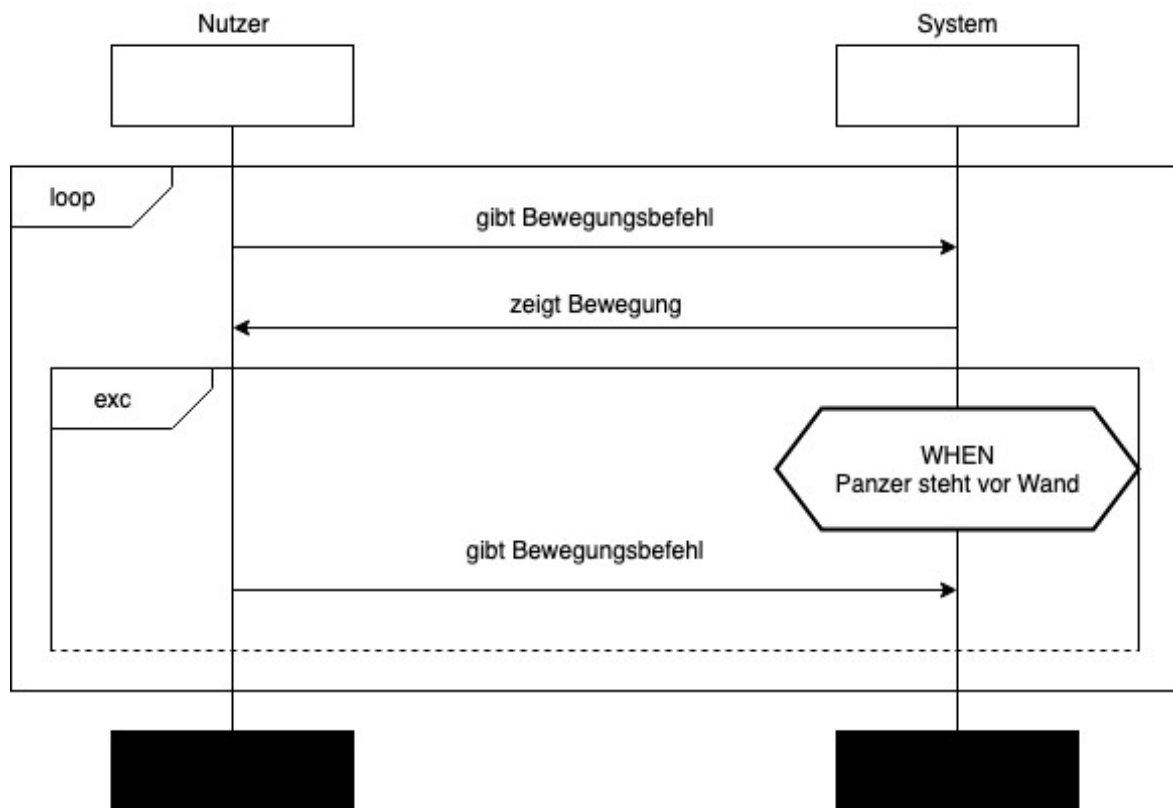 Nutzer
System
loop
gibt Bewegungsbefehl
zeigt Bewegung
exc
WHEN
Panzer steht vor Wand
gibt Bewegungsbefehl